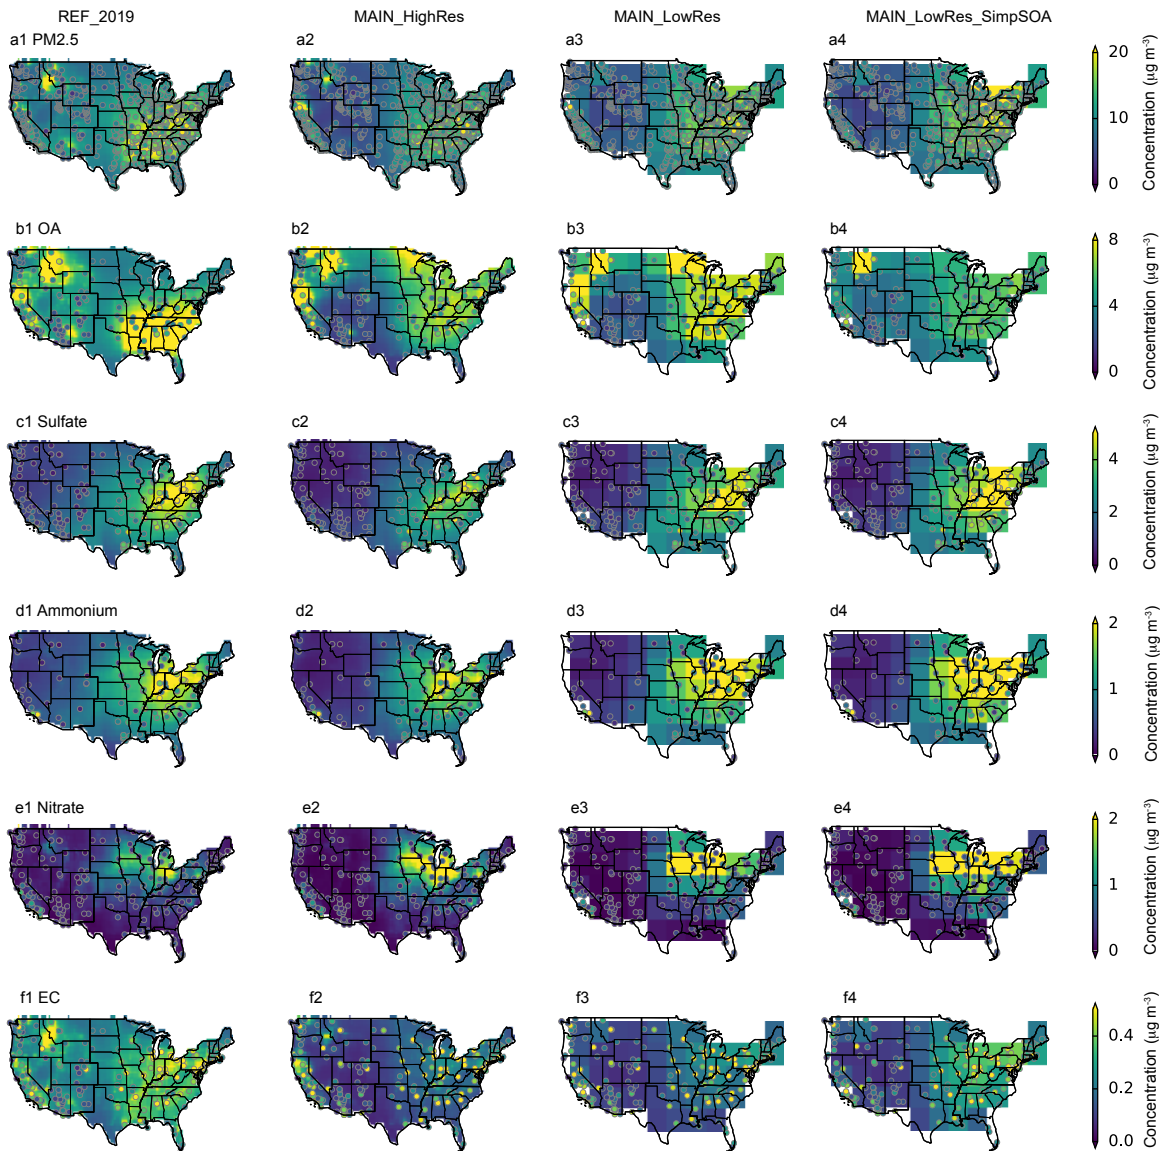 REF_2019 MAIN_HighRes MAIN_LowRes MAIN_LowRes_SimpSOA
a1 PM2.5 a2 a3 a4
20
10
0
Concentration (µg m⁻³)
b1 OA b2 b3 b4
8
4
0
Concentration (µg m⁻³)
c1 Sulfate c2 c3 c4
4
2
0
Concentration (µg m⁻³)
d1 Ammonium d2 d3 d4
2
1
0
Concentration (µg m⁻³)
e1 Nitrate e2 e3 e4
2
1
0
Concentration (µg m⁻³)
f1 EC f2 f3 f4
0.4
0.2
0.0
Concentration (µg m⁻³)